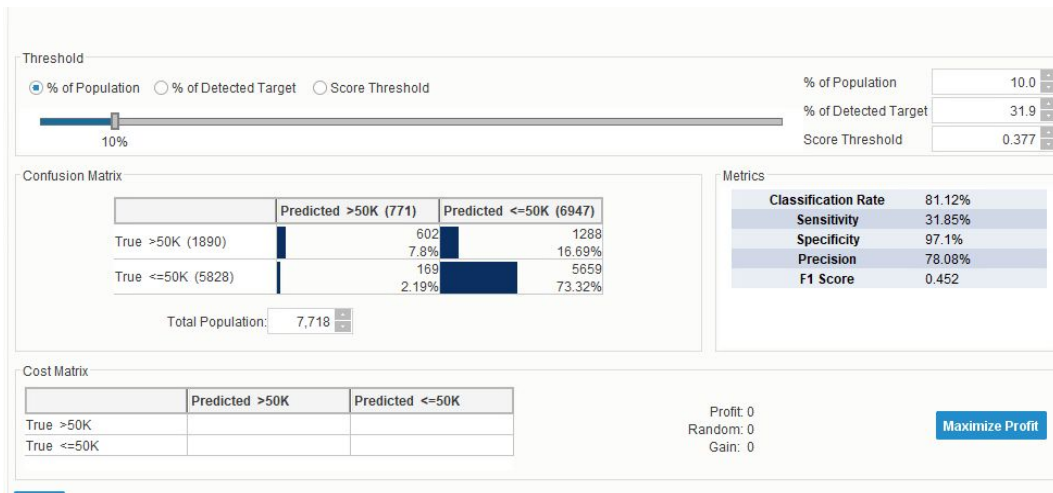 Threshold
% of Population % of Detected Target Score Threshold
10%
% of Population 10.0
% of Detected Target 31.9
Score Threshold 0.377
Confusion Matrix
Predicted >50K (771) Predicted <=50K (6947)
True >50K (1890) 602 1288
7.8% 16.69%
True <=50K (5828) 169 5659
2.19% 73.32%
Total Population: 7,718
Metrics
Classification Rate 81.12%
Sensitivity 31.85%
Specificity 97.1%
Precision 78.08%
F1 Score 0.452
Cost Matrix
Predicted >50K Predicted <=50K
True >50K
True <=50K
Profit: 0
Random: 0
Gain: 0
Maximize Profit